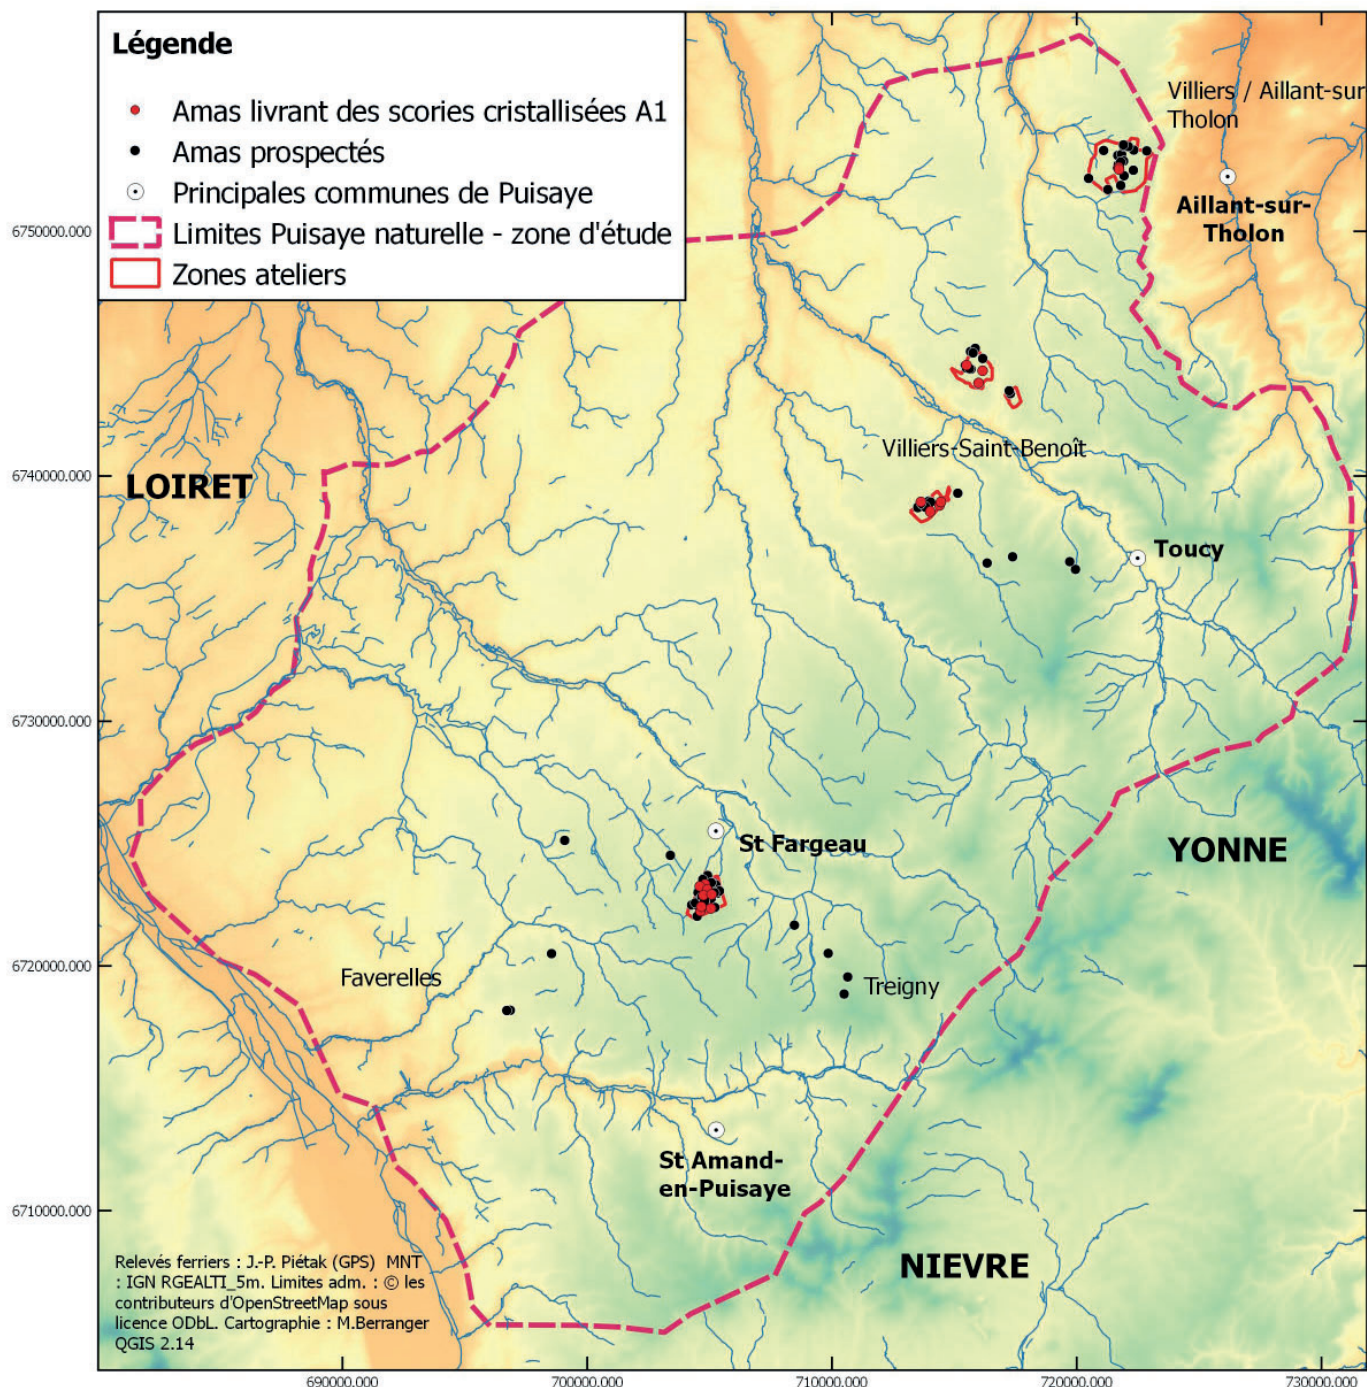 Légende
Amas livrant des scories cristallisées A1
Amas prospectés
Principales communes de Puisaye
Limites Puisaye naturelle - zone d'étude
Zones ateliers
Villiers / Aillant-sur
Tholon
Aillant-sur-
Tholon
6750000.000
Villiers-Saint-Benoît
LOIRET
6740000.000
Toucy
6730000.000
St Fargeau
YONNE
6720000.000
Faverelles
Treigny
St Amand-
en-Puisaye
6710000.000
NIEVRE
Relevés ferriers : J.-P. Piétak (GPS) MNT
: IGN RGEALTI_5m. Limites adm. : © les
contributeurs d'OpenStreetMap sous
licence ODbL. Cartographie : M.Berranger
QGIS 2.14
690000.000
700000.000
710000.000
720000.000
730000.000